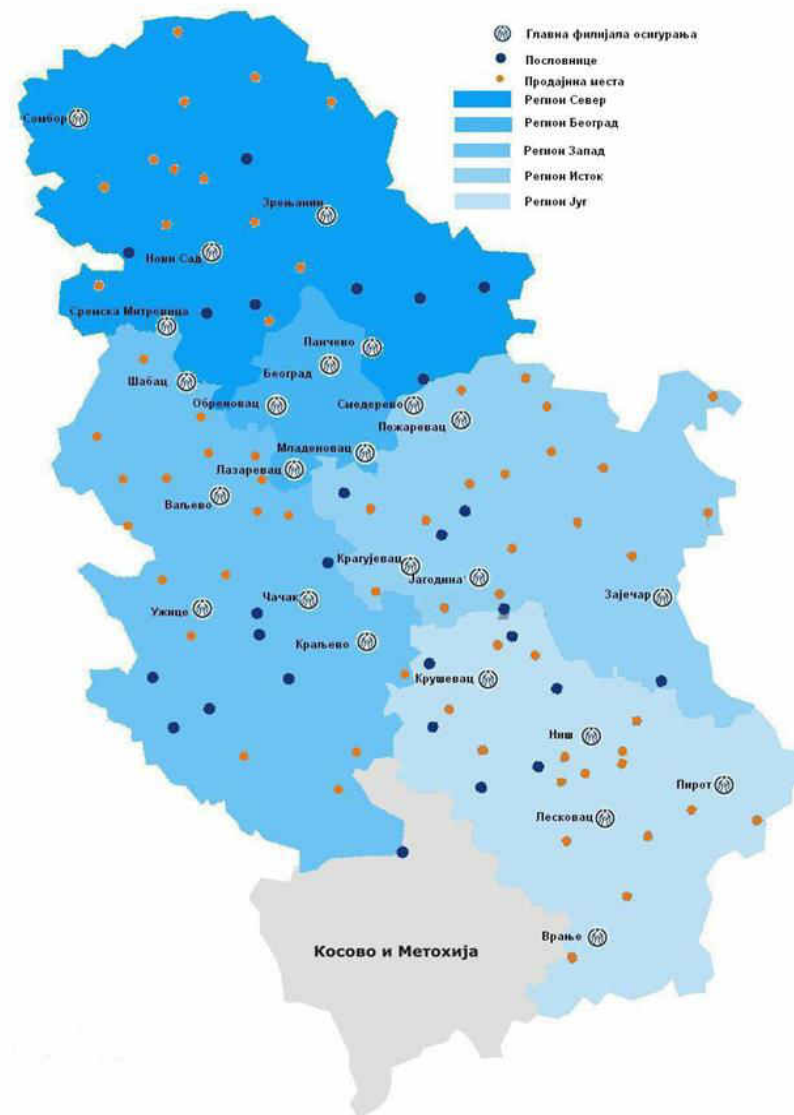 Главна филијала осигурања
Пословнице
Продајина места
Регион Север
Регион Београд
Регион Запад
Регион Исток
Регион Југ
Сомбор
Зрењанин
Нови Сад
Сремска Митровица
Панчево
Београд
Шабац
Обреновац
Смедерево
Пожаревац
Младеновац
Лазаревац
Ваљево
Крагујевац
Јагодина
Зајечар
Ужице
Чачак
Краљево
Крушевац
Ниш
Пирот
Лесковац
Врање
Косово и Метохија